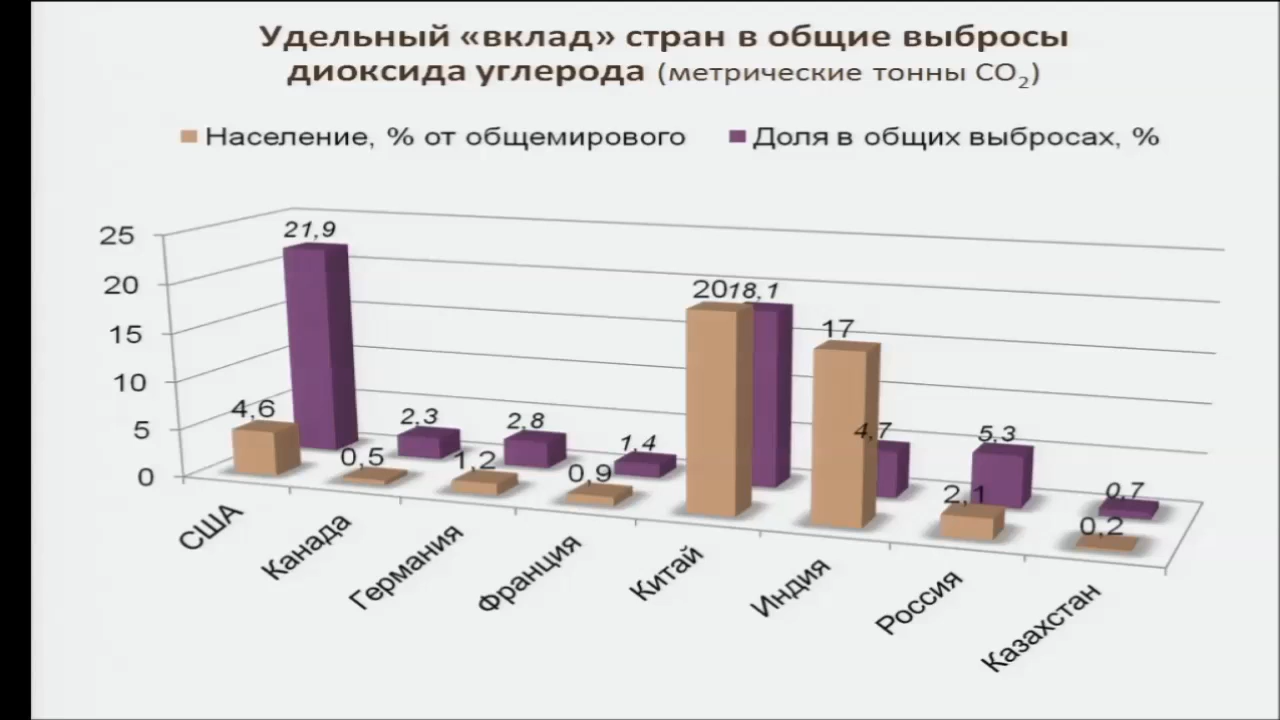 Удельный «вклад» стран в общие выбросы
диоксида углерода (метрические тонны CO₂)
Население, % от общемирового
Доля в общих выбросах, %
25
20
15
10
5
0
4,6
21,9
0,5
2,3
1,2
2,8
0,9
1,4
20
18,1
17
4,7
2,1
5,3
0,2
0,7
США
Канада
Германия
Франция
Китай
Индия
Россия
Казахстан